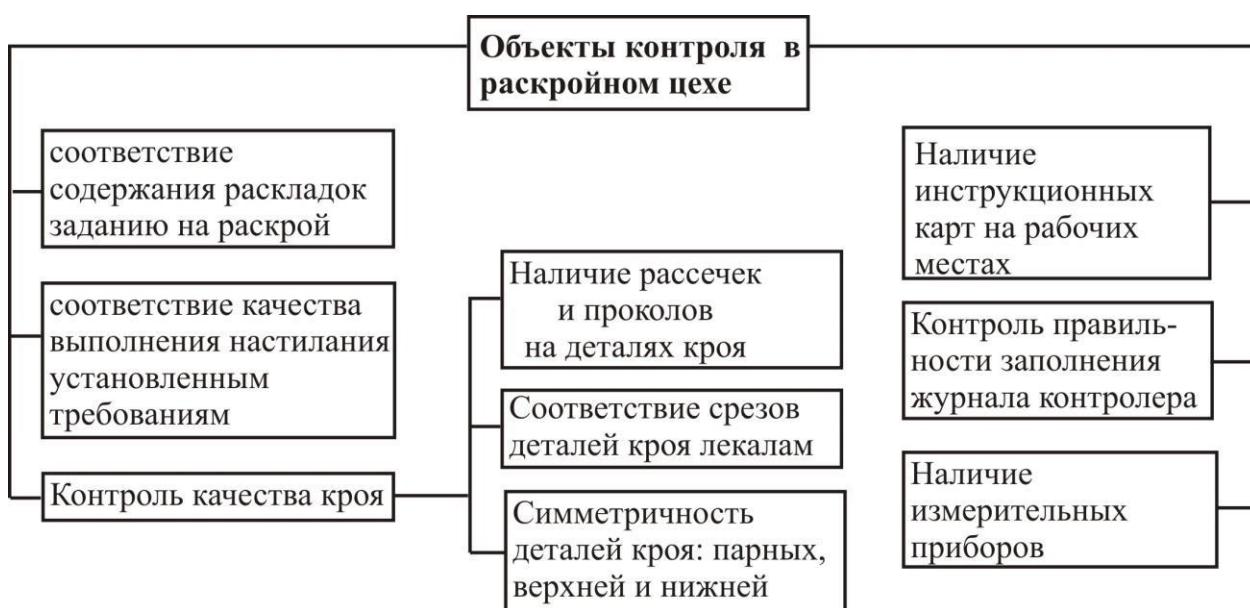 Объекты контроля в
раскройном цехе
соответствие
содержания раскладок
заданию на раскрой
соответствие качества
выполнения настилания
установленным
требованиям
Контроль качества кроя
Наличие рассечек
и проколов
на деталях кроя
Соответствие срезов
деталей кроя лекалам
Симметричность
деталей кроя: парных,
верхней и нижней
Наличие
инструкционных
карт на рабочих
местах
Контроль правиль-
ности заполнения
журнала контролера
Наличие
измерительных
приборов